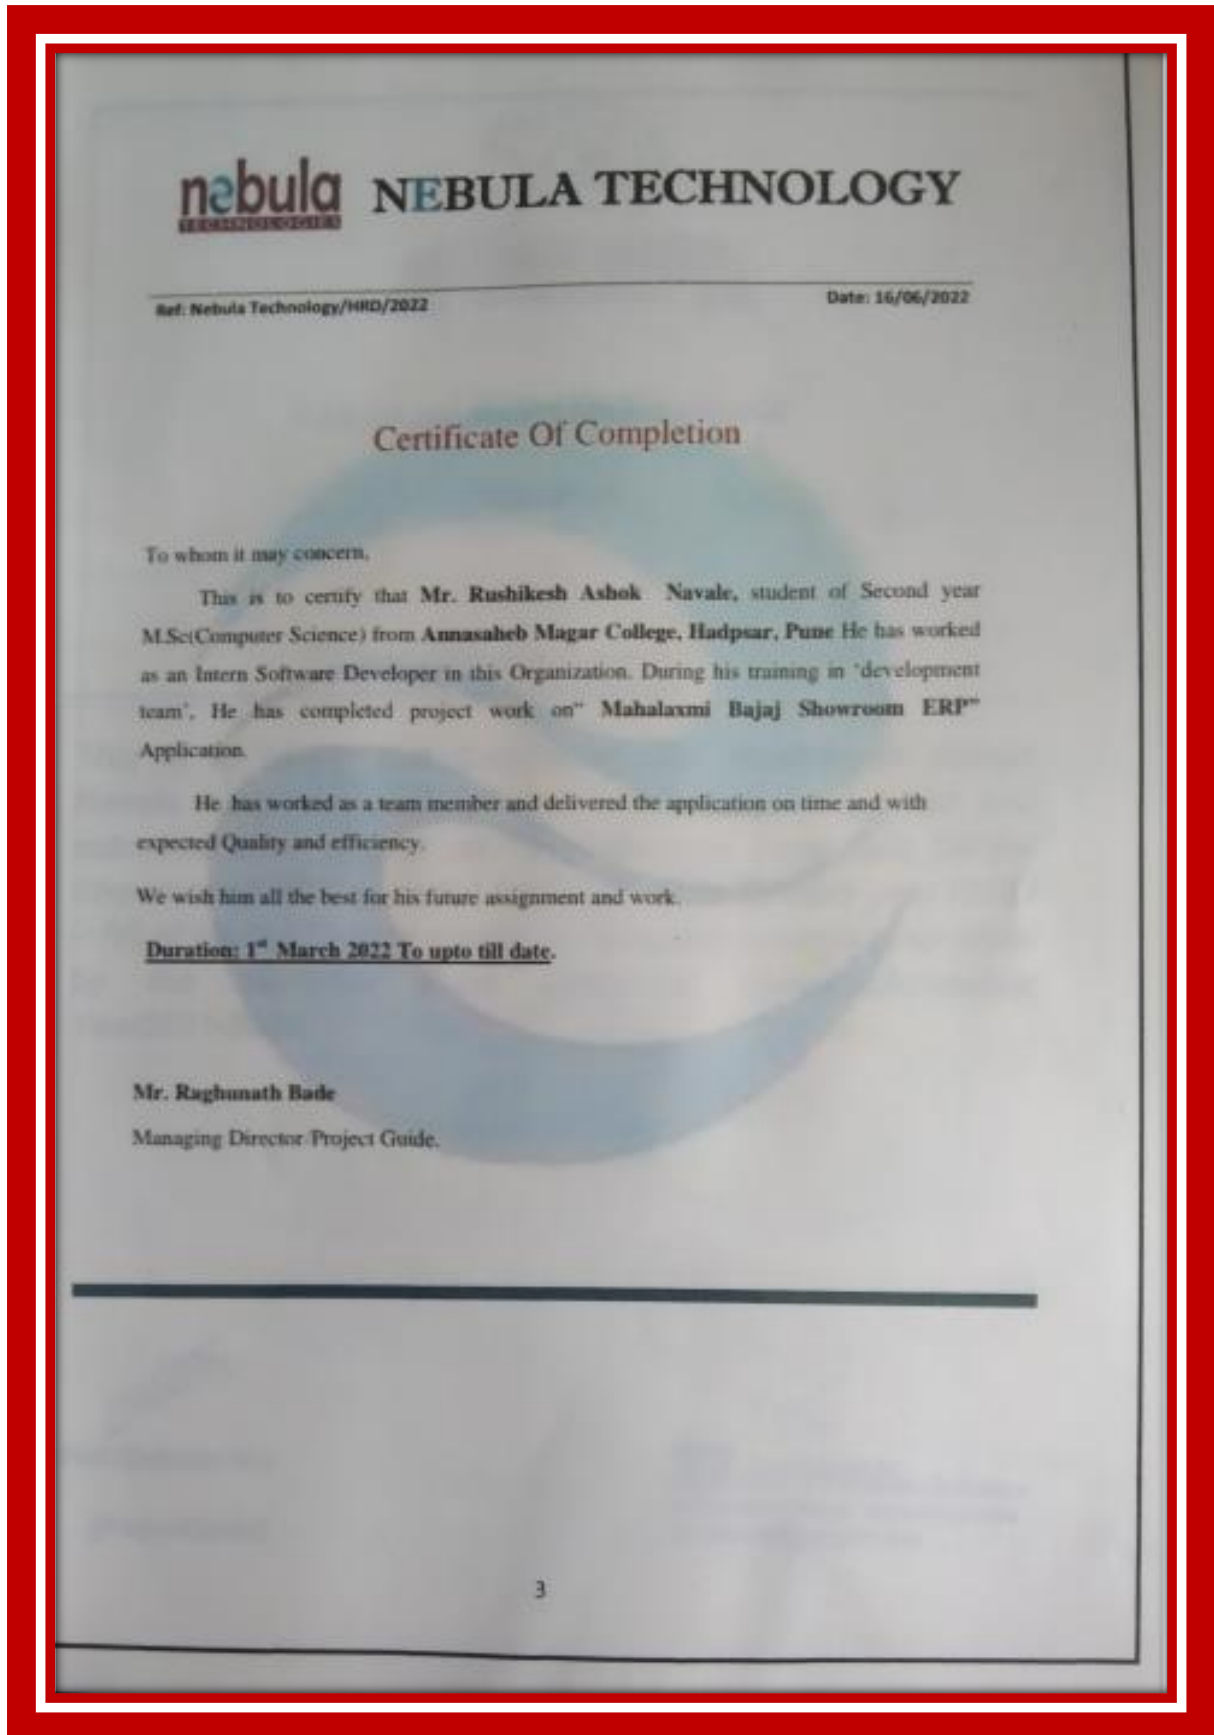 nebula
TECHNOLOGIES
NEBULA TECHNOLOGY
Ref: Nebula Technology/HRD/2022
Date: 16/06/2022
Certificate Of Completion
To whom it may concern,
This is to certify that Mr. Rushikesh Ashok Navale, student of Second year
M.Sc(Computer Science) from Annasaheb Magar College, Hadpsar, Pune He has worked
as an Intern Software Developer in this Organization. During his training in 'development
team', He has completed project work on" Mahalaxmi Bajaj Showroom ERP"
Application.
He has worked as a team member and delivered the application on time and with
expected Quality and efficiency.
We wish him all the best for his future assignment and work.
Duration: 1st March 2022 To upto till date.
Mr. Raghunath Bade
Managing Director Project Guide.
3